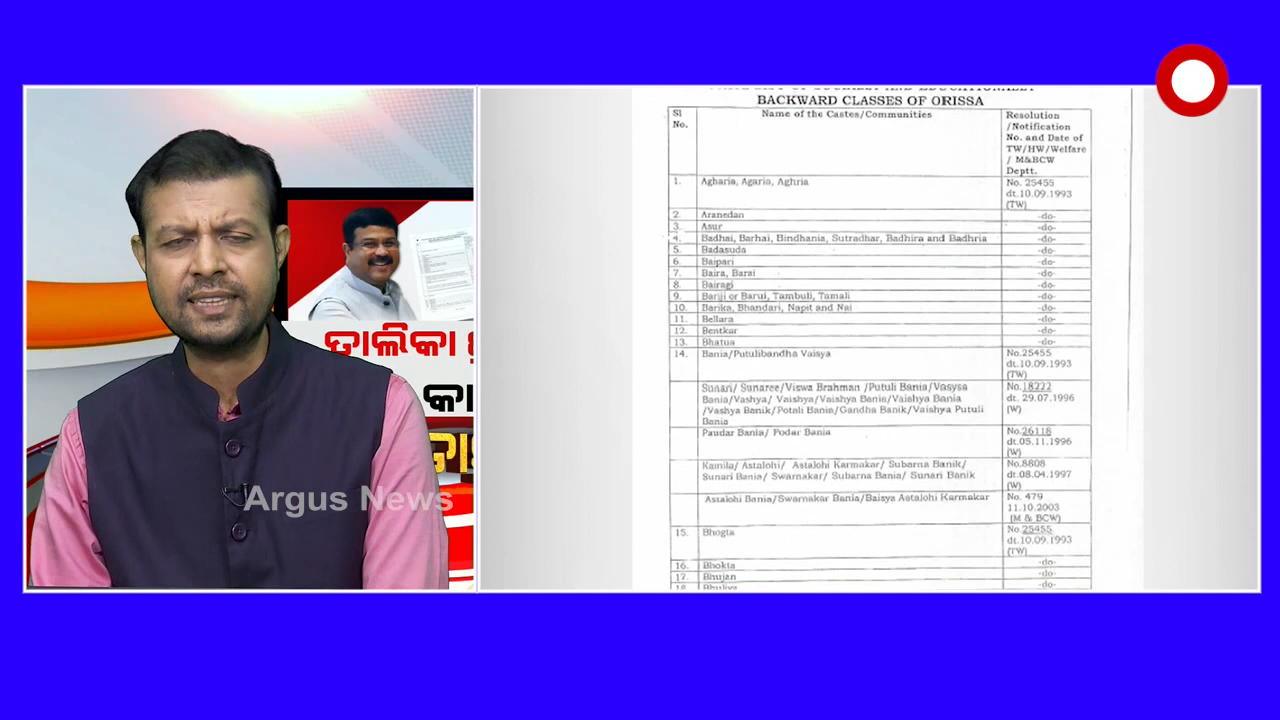 BACKWARD CLASSES OF ORISSA
Sl
No.
Name of the Castes/Communities
Resolution
/Notification
No. and Date of
TW/HW/Welfare
/ M&BCW
Deptt.
1. Agharia, Agaria, Aghria No. 25455
dt.10.09.1993
(TW)
2. Aranedan -do-
3. Asur -do-
4. Badhai, Barhai, Bindhania, Sutradhar, Badhira and Badhria -do-
5. Badasuda -do-
6. Baipari -do-
7. Baira, Barai -do-
8. Bairagi -do-
9. Bariji or Barui, Tambuli, Tamali -do-
10. Barika, Bhandari, Napit and Nai -do-
11. Bellara -do-
12. Bentkar -do-
13. Bhatua -do-
14. Bania/Putulibandha Vaisya No.25455
dt.10.09.1993
(TW)
Sunari/ Sunaree/Viswa Brahman /Putuli Bania/Vasysa No.18222
Bania/Vashya/ Vaishya/Vaishya Bania/Vaishya Bania dt. 29.07.1996
/Vashya Banik/Potali Bania/Gandha Banik/Vaishya Putuli (W)
Bania
Paudar Bania/ Podar Bania No.26118
dt.05.11.1996
(W)
Kamila/ Astalohi/ Astalohi Karmakar/ Subarna Banik/ No.8808
Sunari Bania/ Swarnakar/ Subarna Bania/ Sunari Banik dt.08.04.1997
(W)
Astalohi Bania/Swarnakar Bania/Baisya Astalohi Karmakar No. 479
11.10.2003
(M & BCW)
15. Bhogta No.25455
dt.10.09.1993
(TW)
16. Bhokta -do-
17. Bhujan -do-
-do-
ତାଲିକା
କା
Argus News